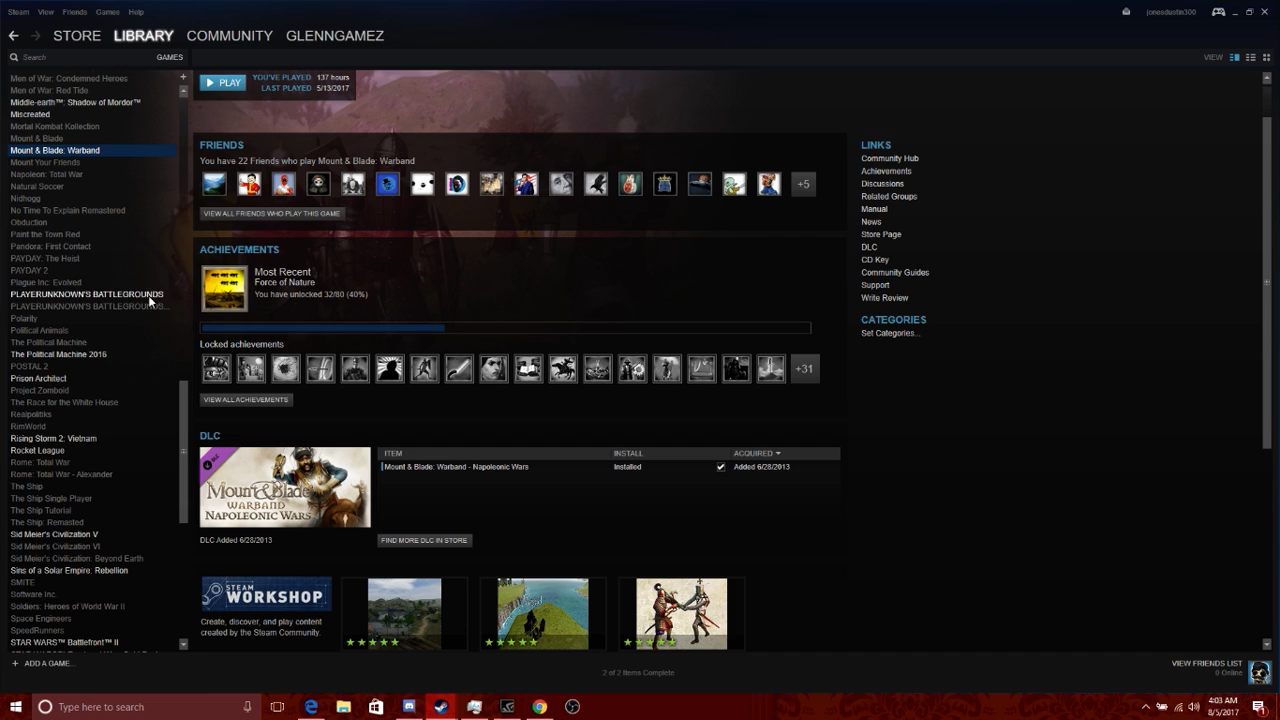 Steam View Friends Games Help
jonesdustin300
STORE LIBRARY COMMUNITY GLENNGAMEZ
Search GAMES
VIEW
Men of War: Condemned Heroes
Men of War: Red Tide
Middle-earth™: Shadow of Mordor™
Miscreated
Mortal Kombat Kollection
Mount & Blade
Mount & Blade: Warband
Mount Your Friends
Napoleon: Total War
Natural Soccer
Nidhogg
No Time To Explain Remastered
Obduction
Paint the Town Red
Pandora: First Contact
PAYDAY: The Heist
PAYDAY 2
Plague Inc: Evolved
PLAYERUNKNOWN'S BATTLEGROUNDS
PLAYERUNKNOWN'S BATTLEGROUNDS...
Polarity
Political Animals
The Political Machine
The Political Machine 2016
POSTAL 2
Prison Architect
Project Zomboid
The Race for the White House
Realpolitiks
RimWorld
Rising Storm 2: Vietnam
Rocket League
Rome: Total War
Rome: Total War - Alexander
The Ship
The Ship Single Player
The Ship Tutorial
The Ship: Remasted
Sid Meier's Civilization V
Sid Meier's Civilization VI
Sid Meier's Civilization: Beyond Earth
Sins of a Solar Empire: Rebellion
SMITE
Software Inc.
Soldiers: Heroes of World War II
Space Engineers
SpeedRunners
STAR WARS™ Battlefront™ II
+ ADD A GAME...
PLAY
YOU'VE PLAYED 137 hours
LAST PLAYED 5/13/2017
FRIENDS
You have 22 Friends who play Mount & Blade: Warband
+5
VIEW ALL FRIENDS WHO PLAY THIS GAME
ACHIEVEMENTS
Most Recent
Force of Nature
You have unlocked 32/80 (40%)
Locked achievements
+31
VIEW ALL ACHIEVEMENTS
DLC
ITEM INSTALL ACQUIRED
Mount & Blade: Warband - Napoleonic Wars Installed Added 6/28/2013
DLC
Mount & Blade
WARBAND
NAPOLEONIC WARS
DLC Added 6/28/2013
FIND MORE DLC IN STORE
STEAM
WORKSHOP
Create, discover, and play content
created by the Steam Community.
LINKS
Community Hub
Achievements
Discussions
Related Groups
Manual
News
Store Page
DLC
CD Key
Community Guides
Support
Write Review
CATEGORIES
Set Categories...
2 of 2 Items Complete
VIEW FRIENDS LIST
0 Online
Type here to search
4:03 AM
8/5/2017
1